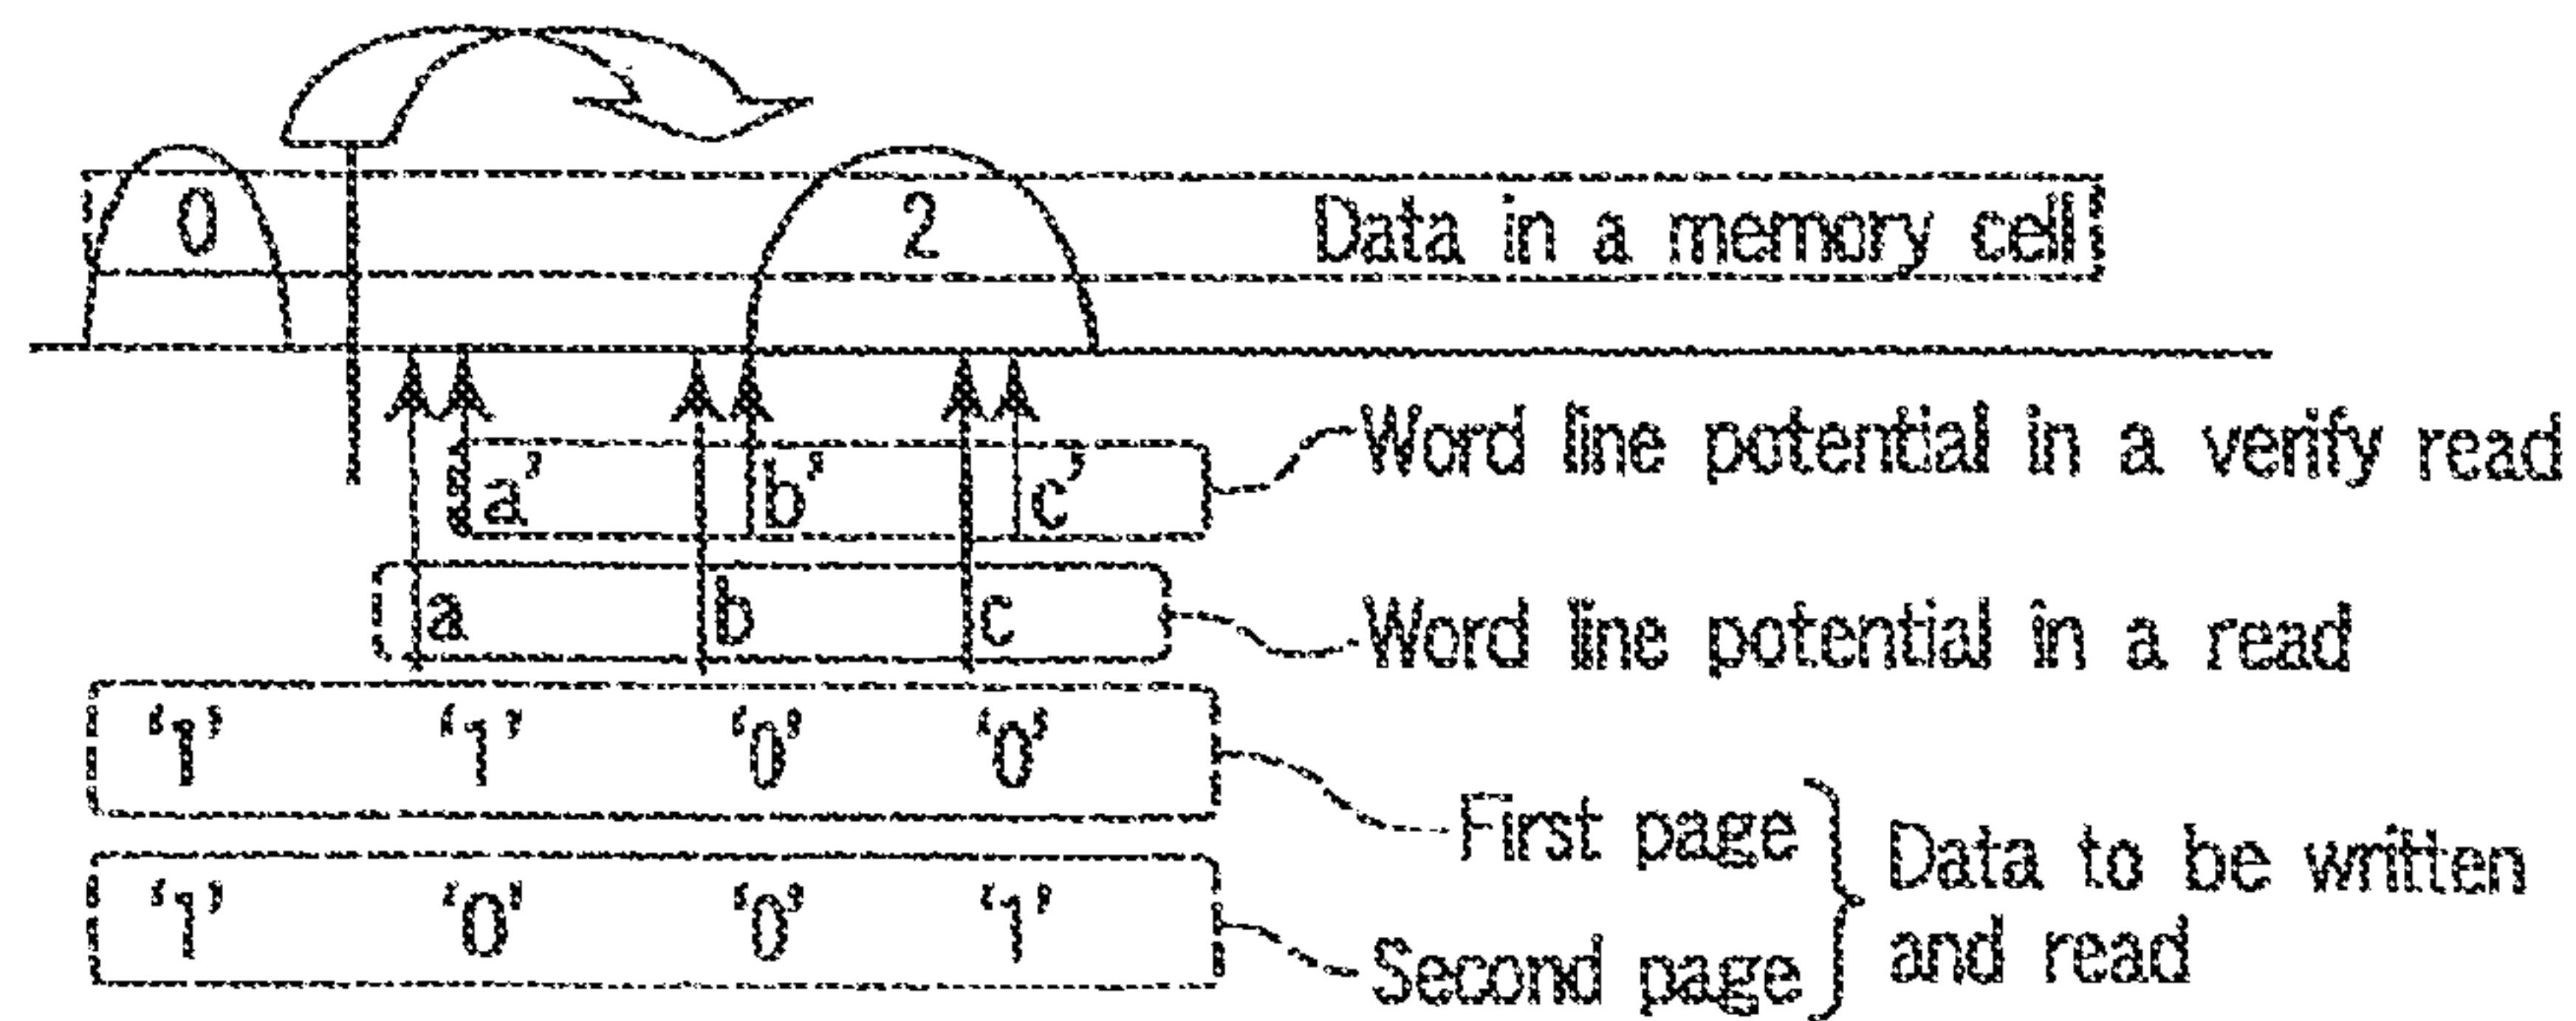 0 2 Data in a memory cell
a’ b’ c’ Word line potential in a verify read
a b c Word line potential in a read
‘1’ ‘1’ ‘0’ ‘0’
First page
‘1’ ‘0’ ‘0’ ‘1’
Second page
Data to be written
and read